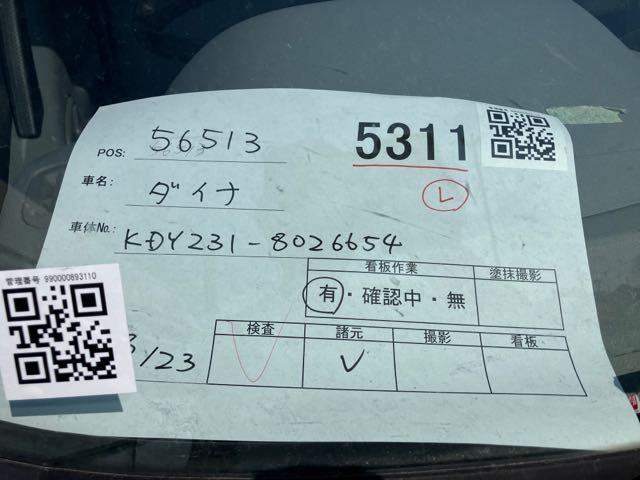 POS: 56513
5311
L
車名: ダイナ
車体No.: KDY231-8026654
看板作業 塗抹撮影
有・確認中・無
管理番号 990000893110
検査 諸元 撮影 看板
3/23